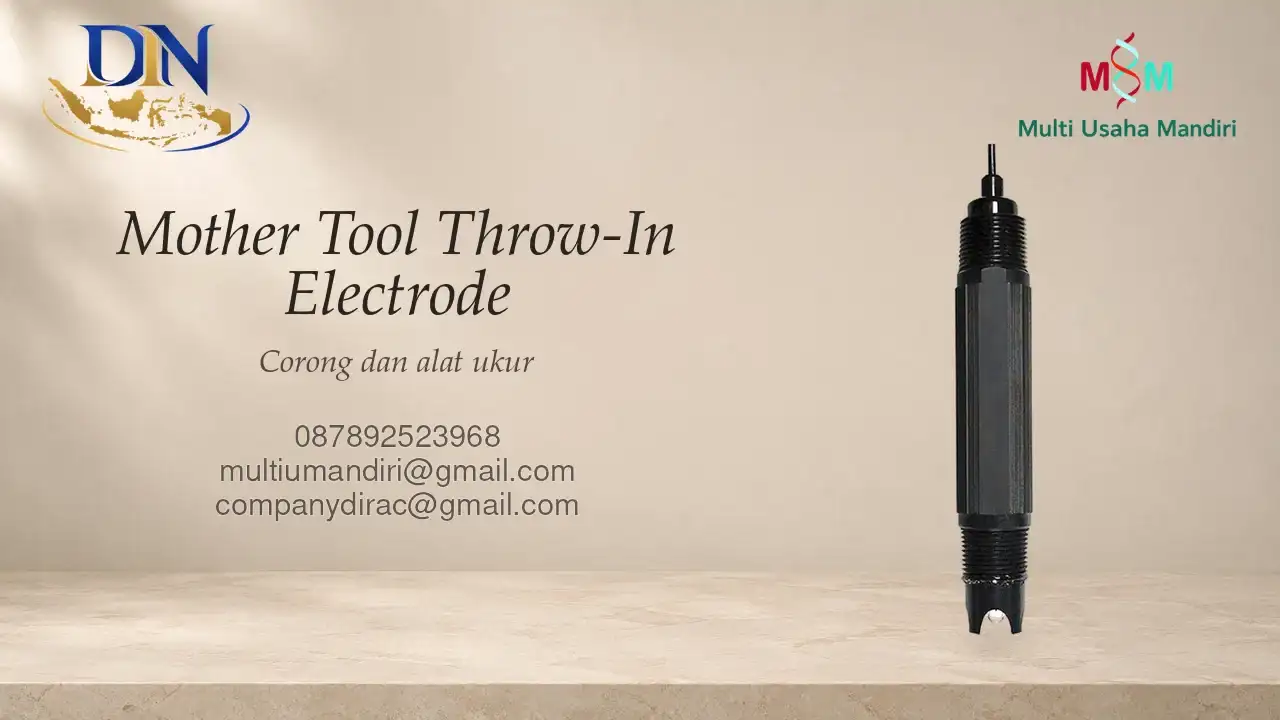 DIN
MSM
Multi Usaha Mandiri
Mother Tool Throw-In
Electrode
Corong dan alat ukur
087892523968
multiumandiri@gmail.com
companydirac@gmail.com